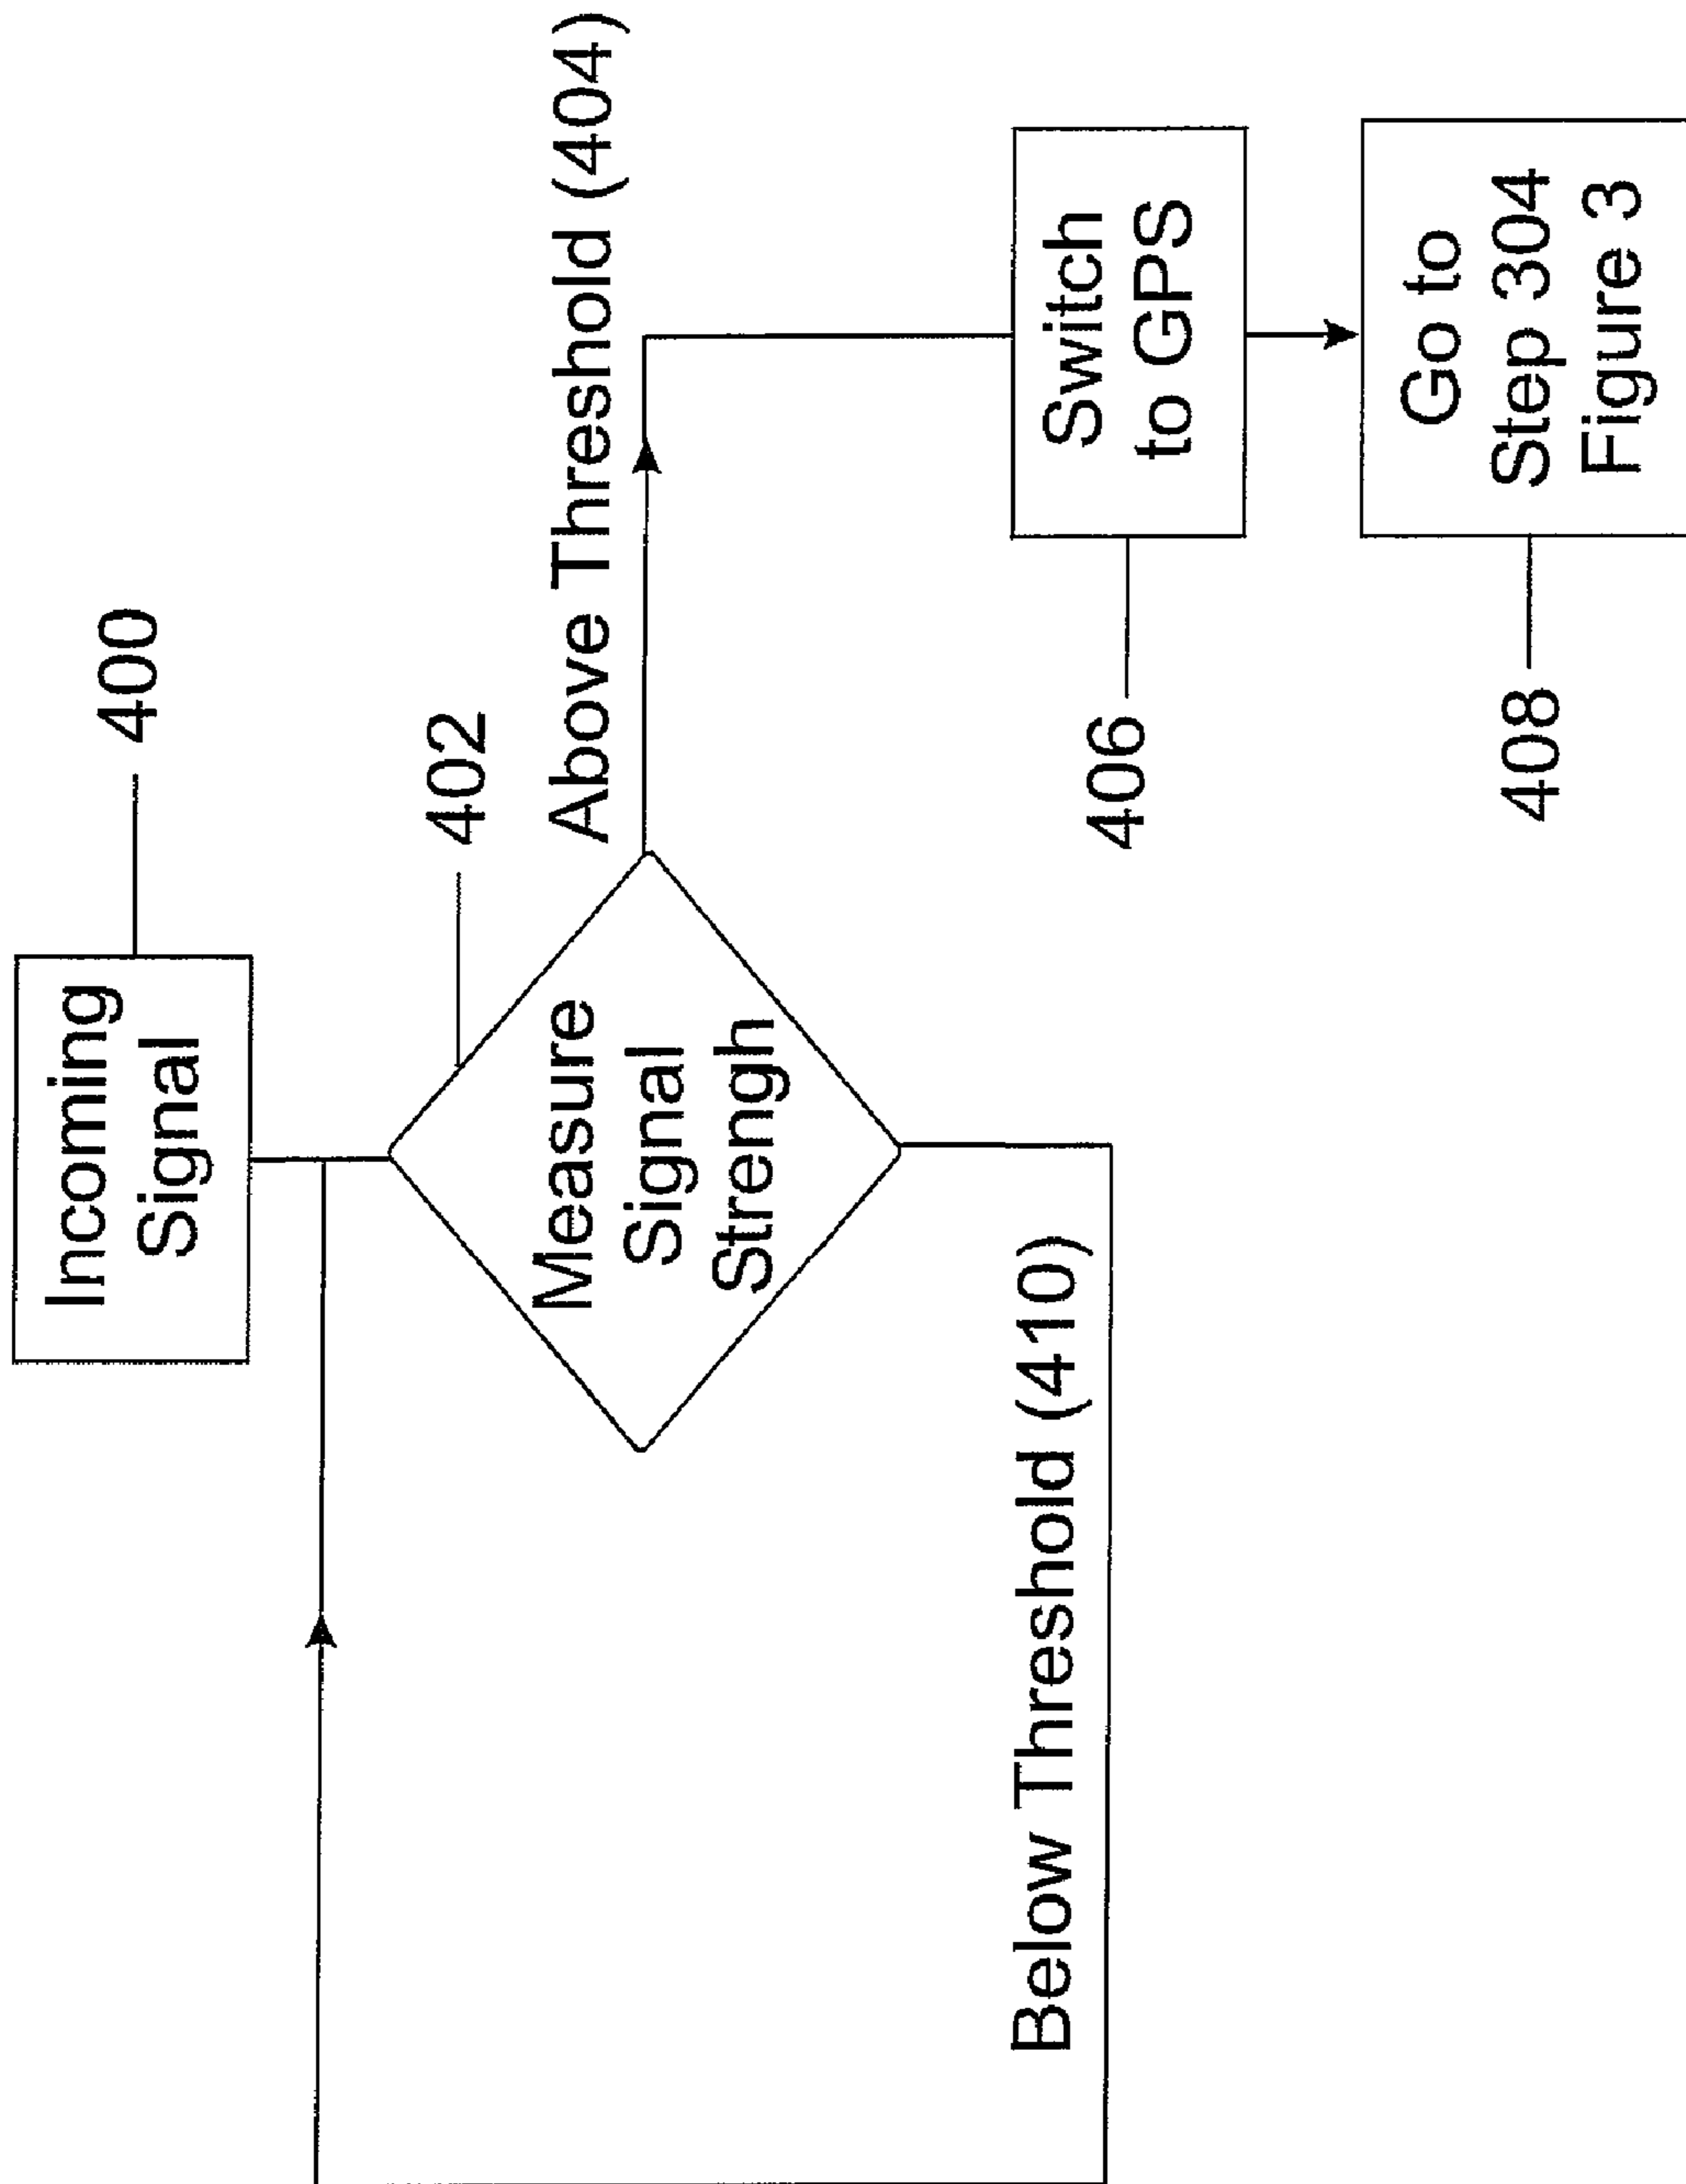 Incoming
Signal
400
402
Measure
Signal
Strengh
Above Threshold (404)
Below Threshold (410)
406
Switch
to GPS
408
Go to
Step 304
Figure 3